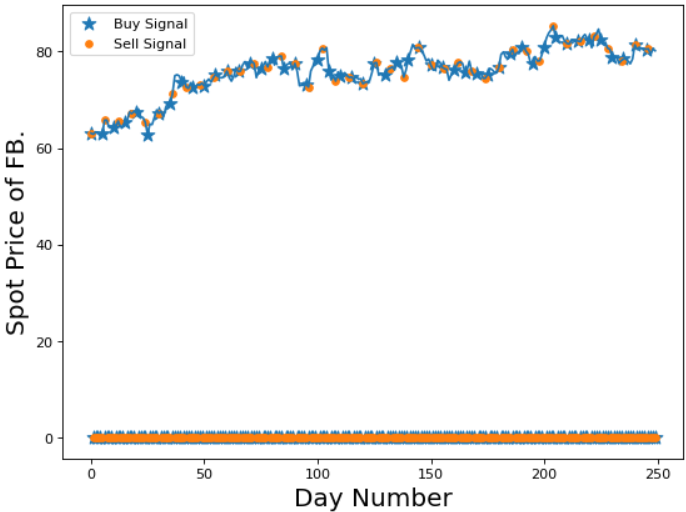 Buy Signal
Sell Signal
80
60
40
20
0
Spot Price of FB.
0 50 100 150 200 250
Day Number